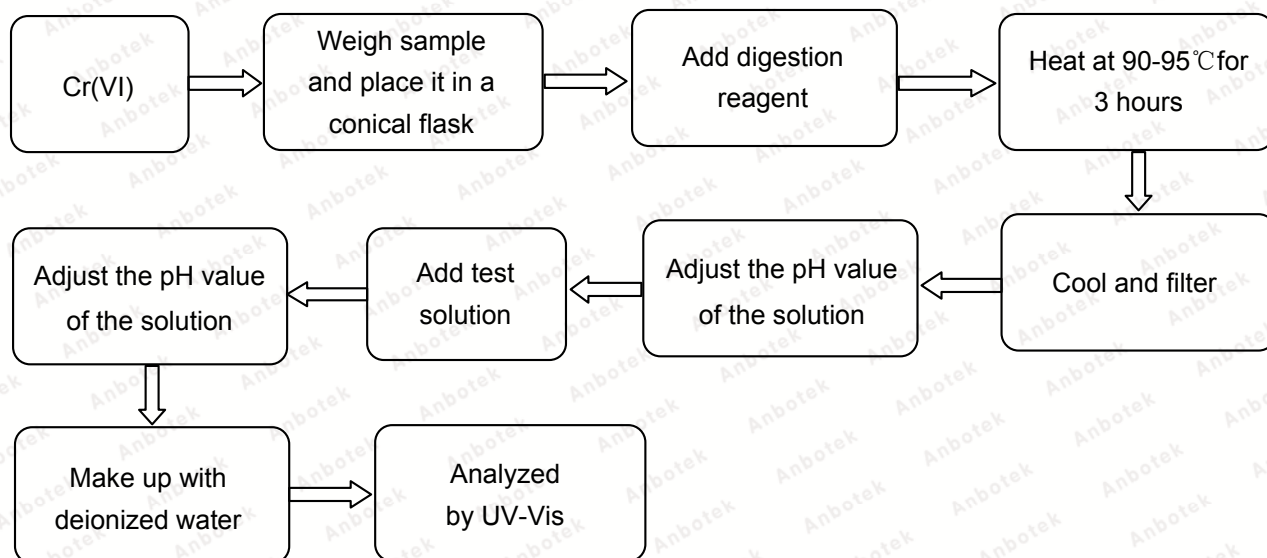 Cr(VI)
Weigh sample
and place it in a
conical flask
Add digestion
reagent
Heat at 90-95℃for
3 hours
Cool and filter
Adjust the pH value
of the solution
Add test
solution
Adjust the pH value
of the solution
Make up with
deionized water
Analyzed
by UV-Vis
Anbotek